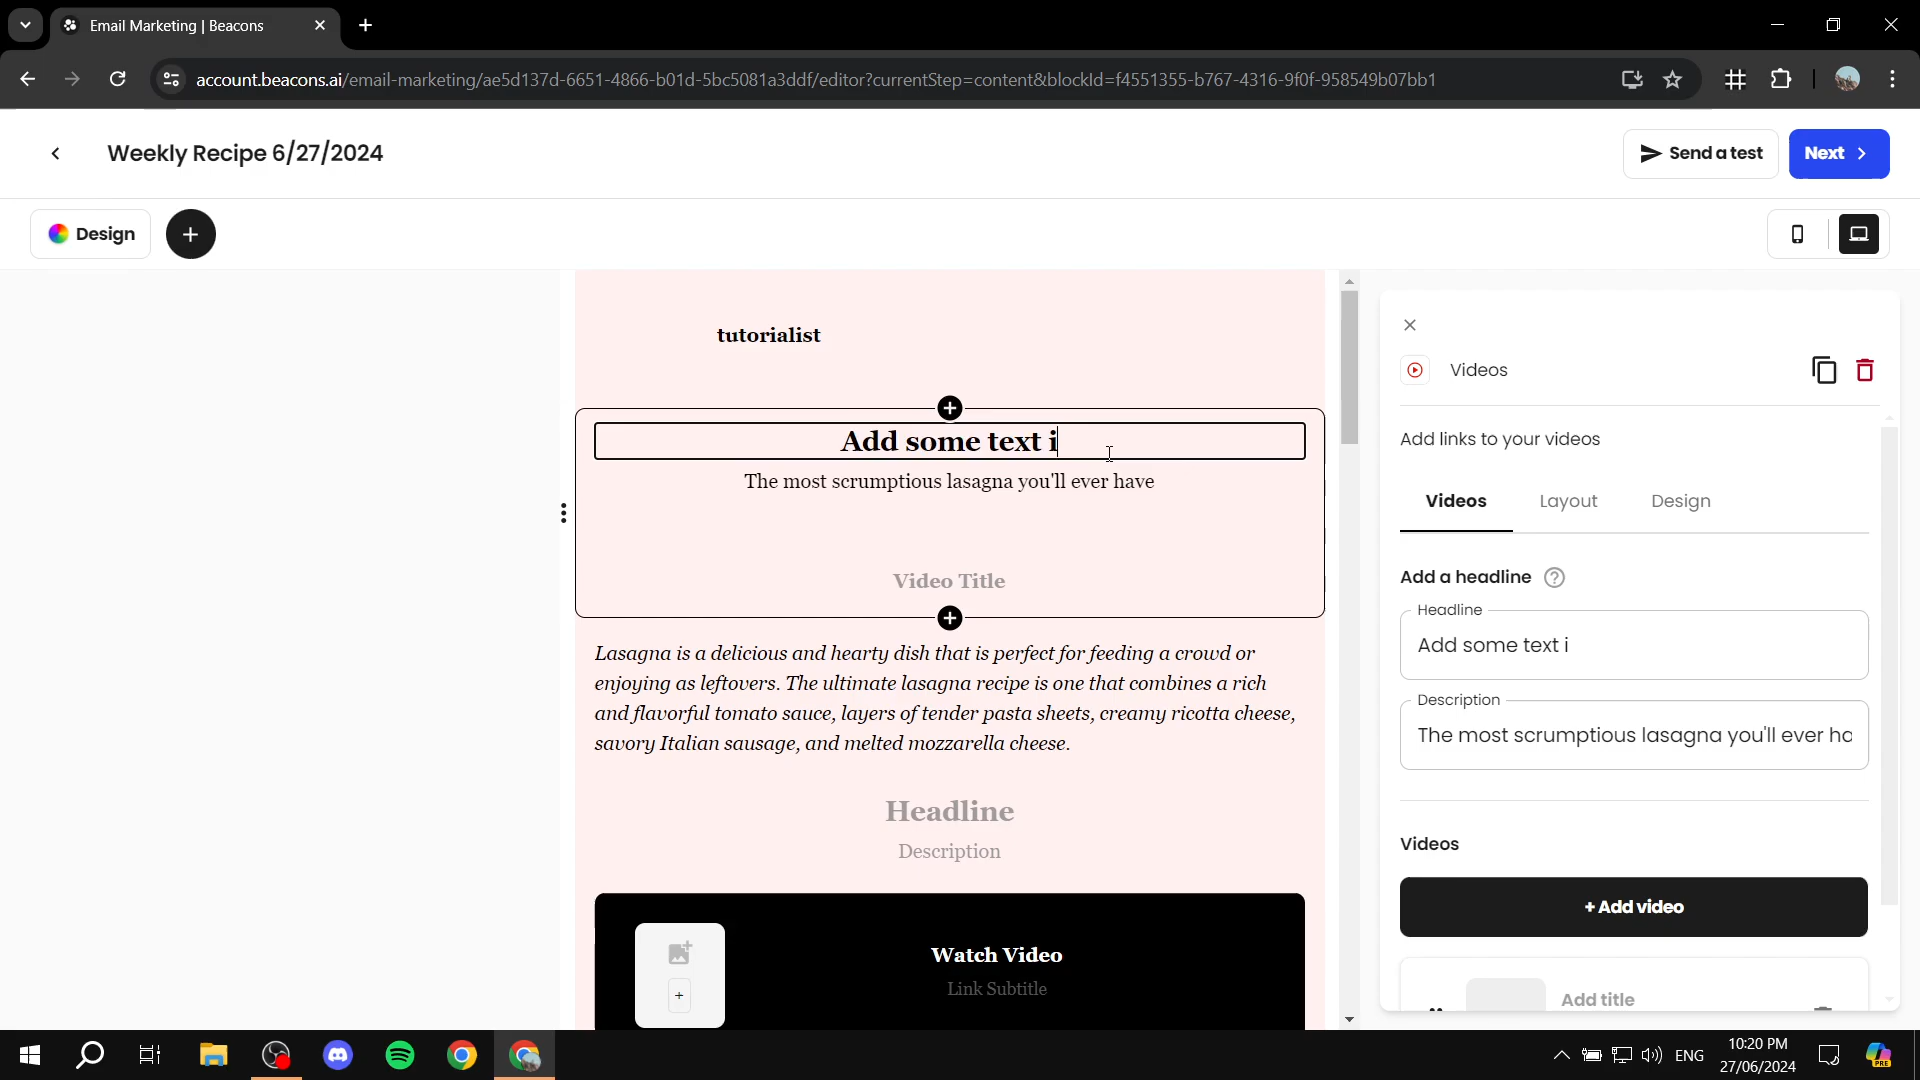 Email Marketing | Beacons
account.beacons.ai/email-marketing/ae5d137d-6651-4866-b01d-5bc5081a3ddf/editor?currentStep=content&blockId=f4551355-b767-4316-9f0f-958549b07bb1
Weekly Recipe 6/27/2024
Send a test
Next
Design
tutorialist
Add some text i
The most scrumptious lasagna you'll ever have
Video Title
Lasagna is a delicious and hearty dish that is perfect for feeding a crowd or
enjoying as leftovers. The ultimate lasagna recipe is one that combines a rich
and flavorful tomato sauce, layers of tender pasta sheets, creamy ricotta cheese,
savory Italian sausage, and melted mozzarella cheese.
Headline
Description
Watch Video
Link Subtitle
Videos
Add links to your videos
Videos
Layout
Design
Add a headline
Headline
Add some text i
Description
The most scrumptious lasagna you'll ever ha
Videos
+ Add video
Add title
ENG
10:20 PM
27/06/2024
PRE